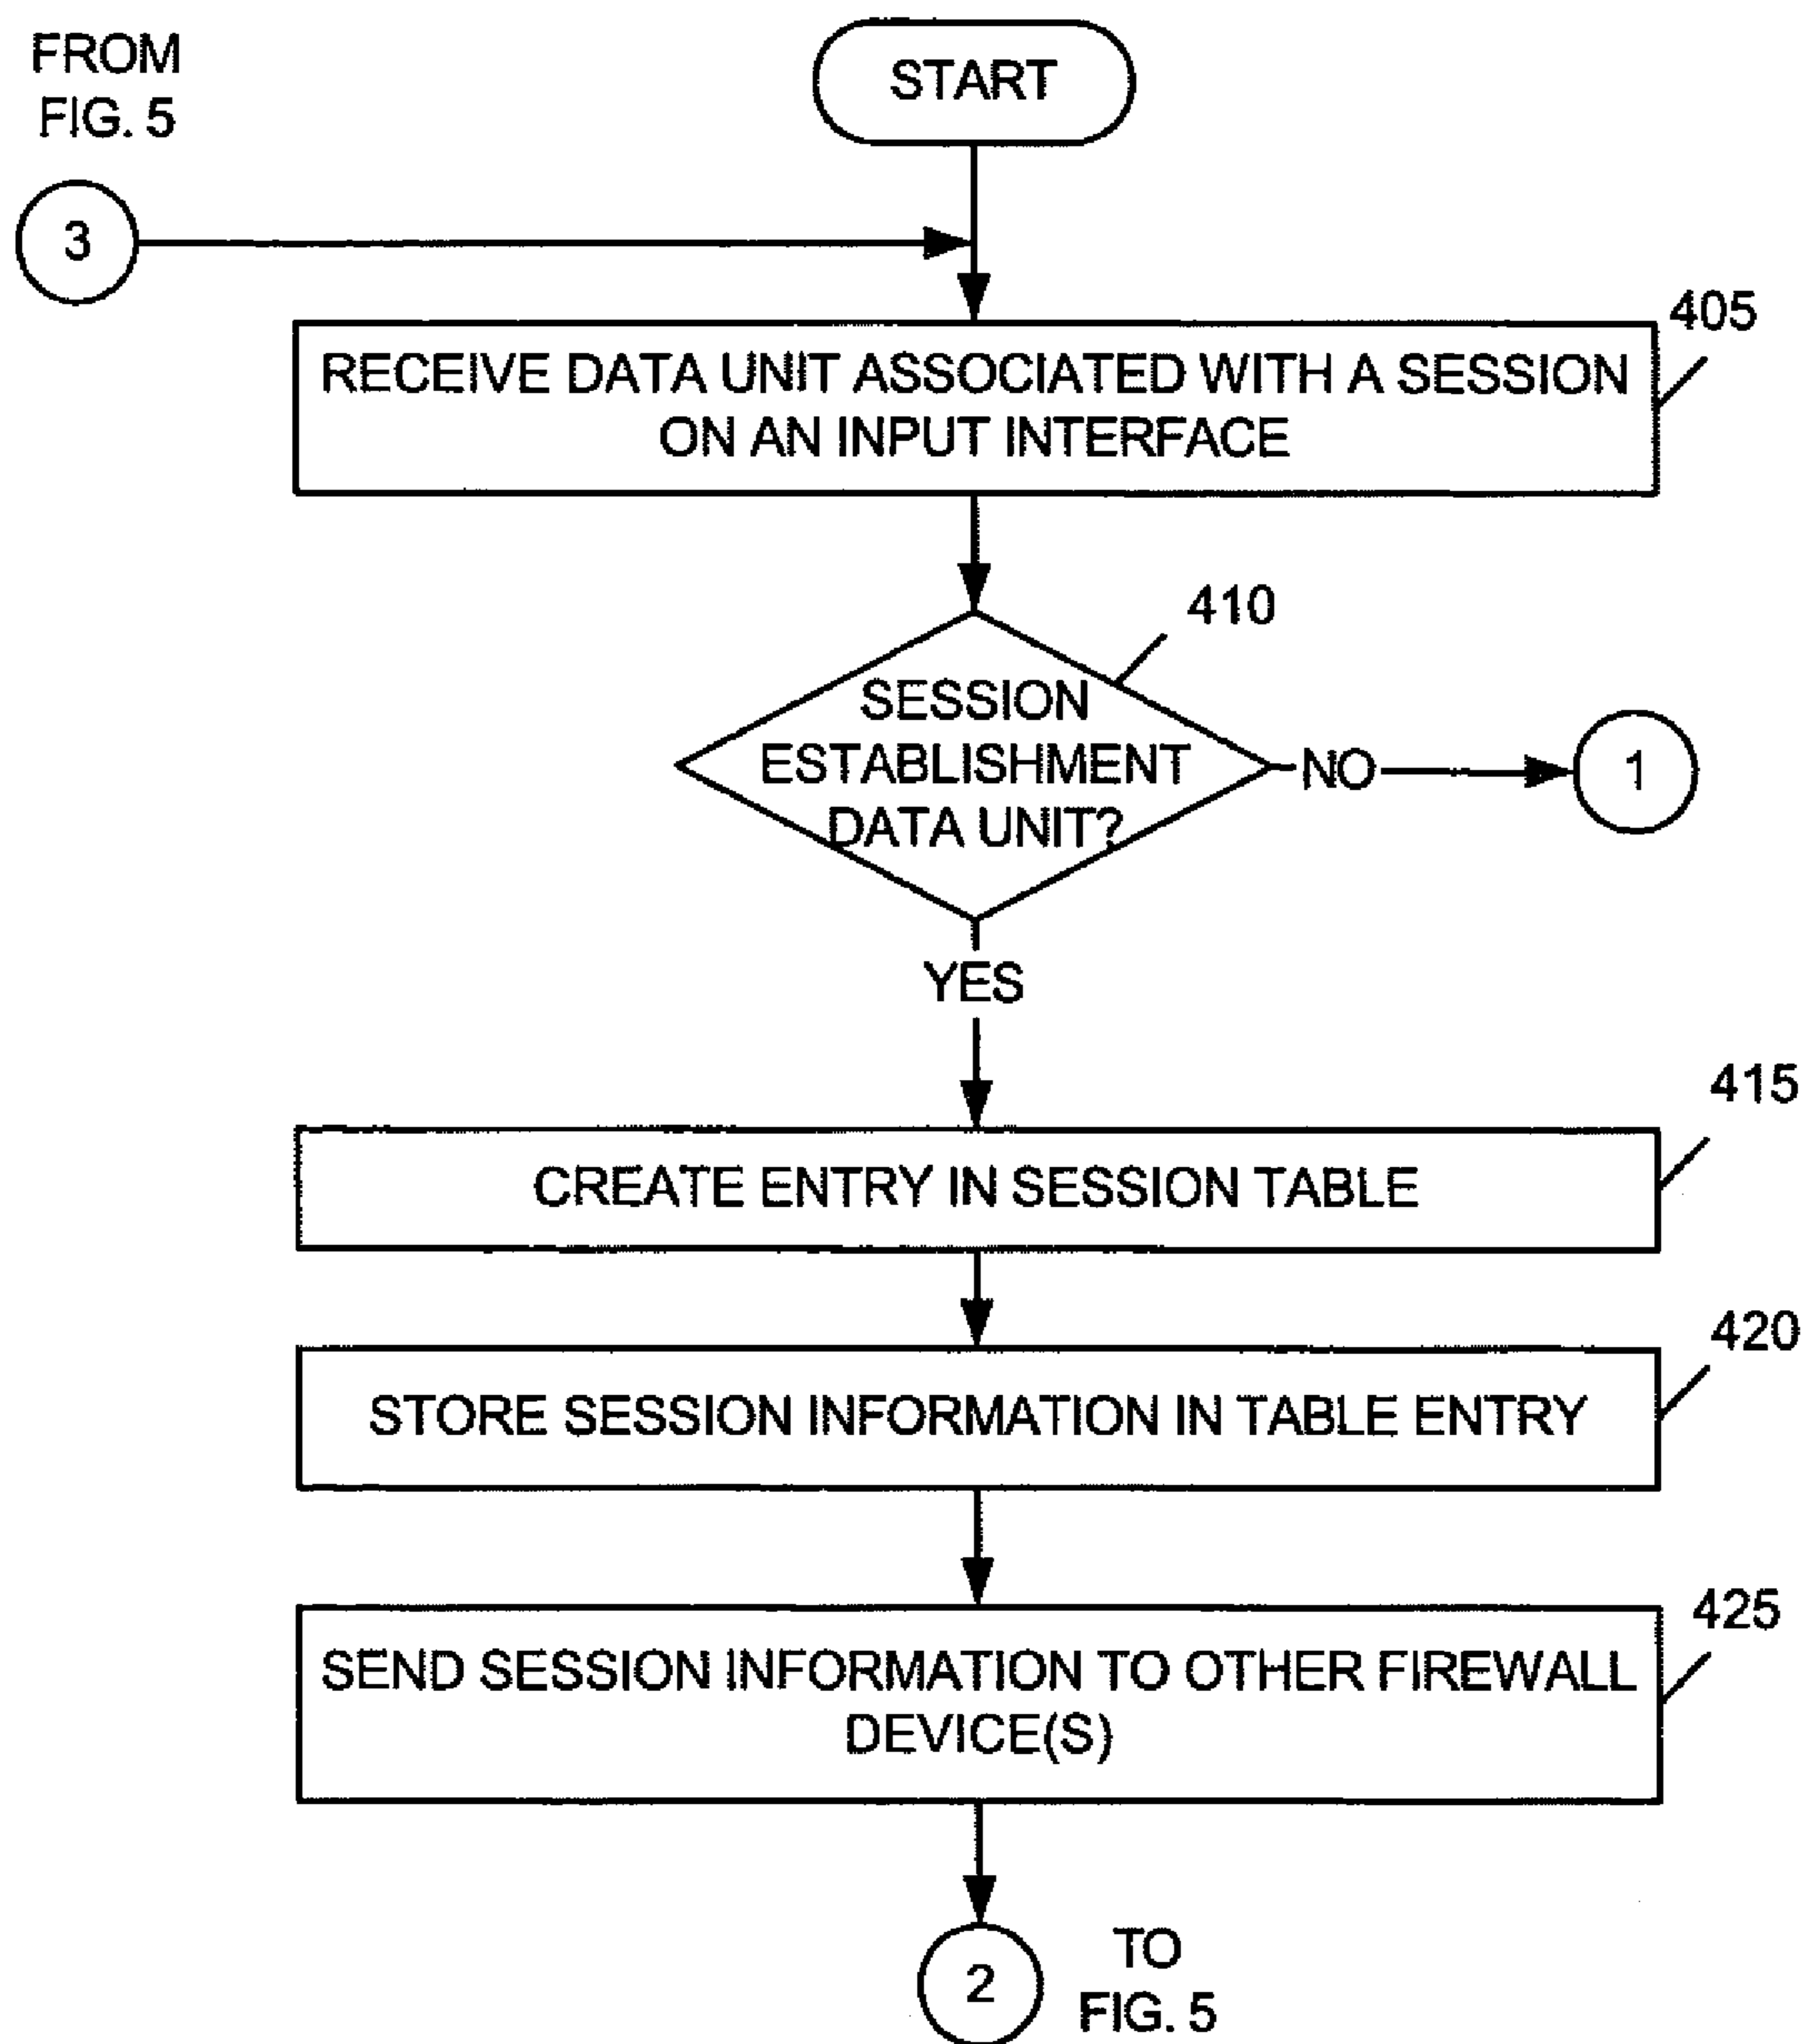 FROM
FIG. 5
START
3
405
RECEIVE DATA UNIT ASSOCIATED WITH A SESSION
ON AN INPUT INTERFACE
410
SESSION
ESTABLISHMENT
DATA UNIT?
NO
1
YES
415
CREATE ENTRY IN SESSION TABLE
420
STORE SESSION INFORMATION IN TABLE ENTRY
425
SEND SESSION INFORMATION TO OTHER FIREWALL
DEVICE(S)
2
TO
FIG. 5